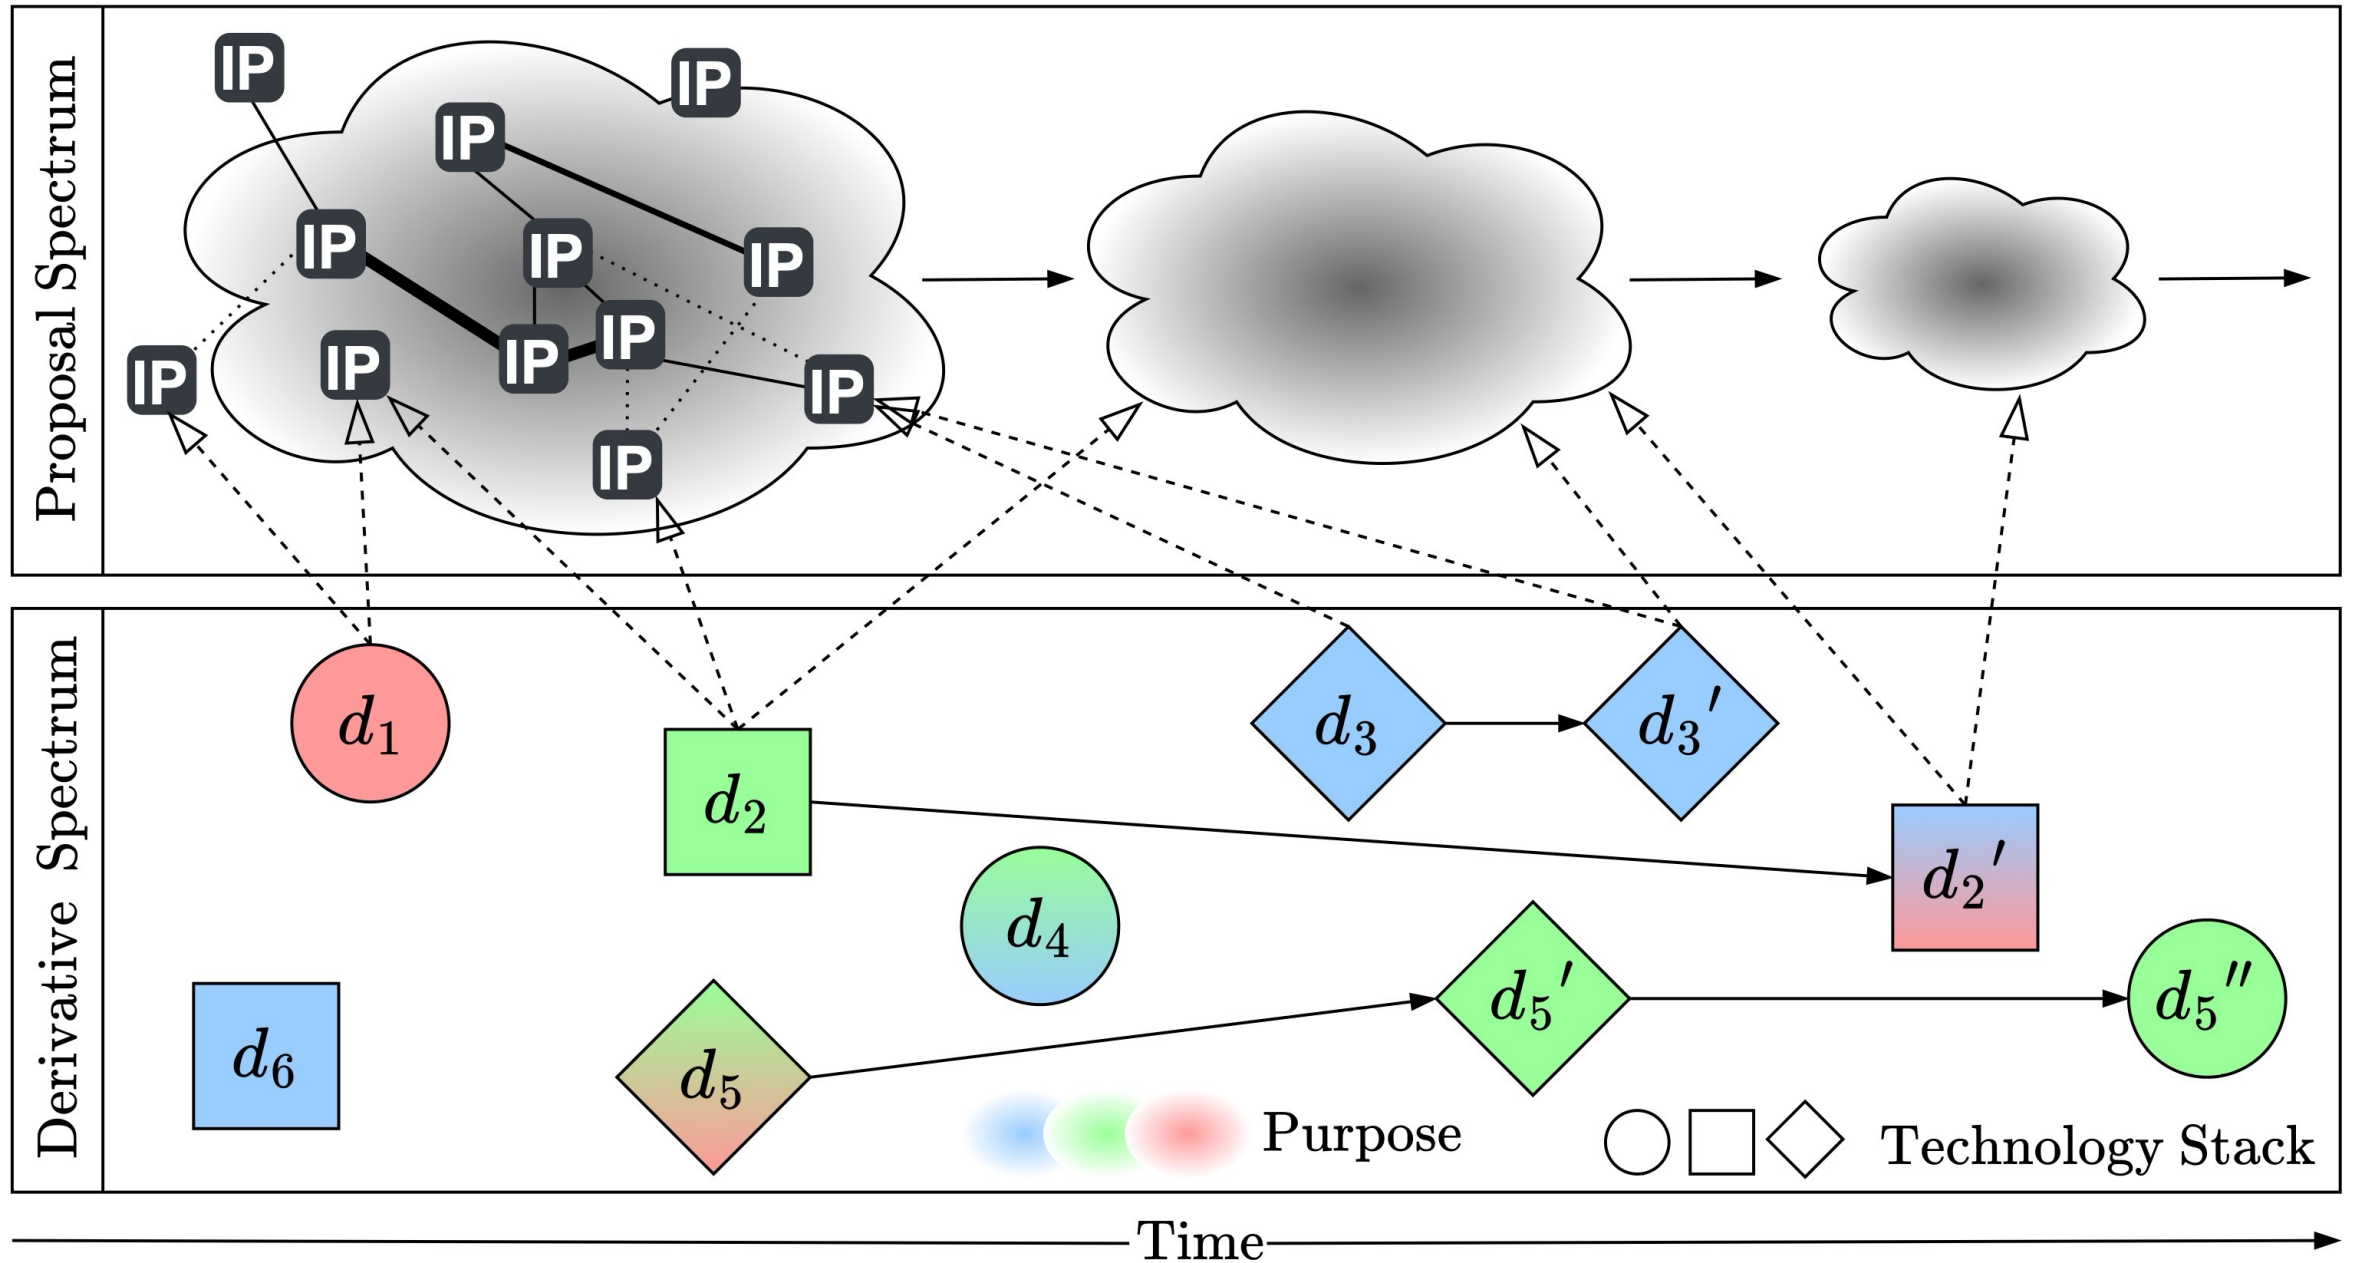 Proposal Spectrum
IP
IP
IP
IP
IP
IP
IP
IP
IP
IP
IP
IP
Derivative Spectrum
d1
d2
d3
d3′
d2′
d4
d5′
d5″
d6
d5
Purpose
Technology Stack
Time